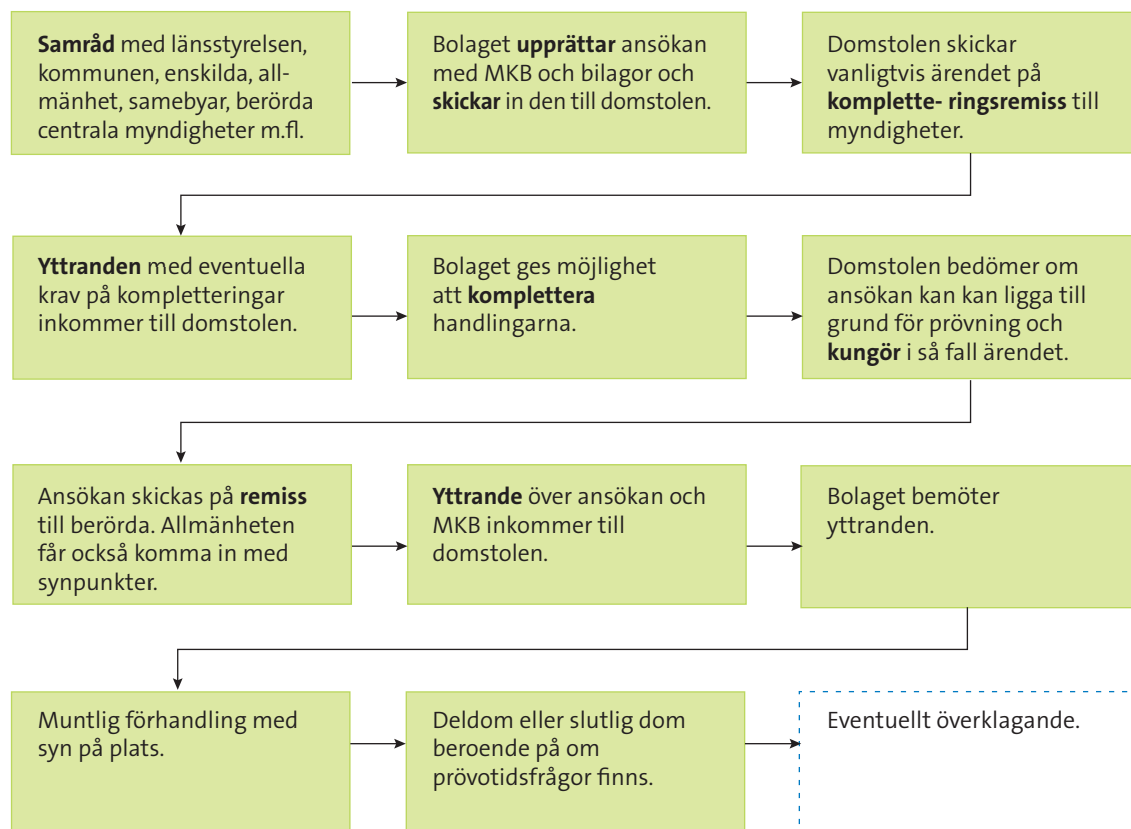 Samråd med länsstyrelsen,
kommunen, enskilda, all-
mänhet, samebyar, berörda
centrala myndigheter m.fl.
Bolaget upprättar ansökan
med MKB och bilagor och
skickar in den till domstolen.
Domstolen skickar
vanligtvis ärendet på
komplette- ringsremiss till
myndigheter.
Yttranden med eventuella
krav på kompletteringar
inkommer till domstolen.
Bolaget ges möjlighet
att komplettera
handlingarna.
Domstolen bedömer om
ansökan kan kan ligga till
grund för prövning och
kungör i så fall ärendet.
Ansökan skickas på remiss
till berörda. Allmänheten
får också komma in med
synpunkter.
Yttrande över ansökan och
MKB inkommer till
domstolen.
Bolaget bemöter
yttranden.
Muntlig förhandling med
syn på plats.
Deldom eller slutlig dom
beroende på om
prövotidsfrågor finns.
Eventuellt överklagande.